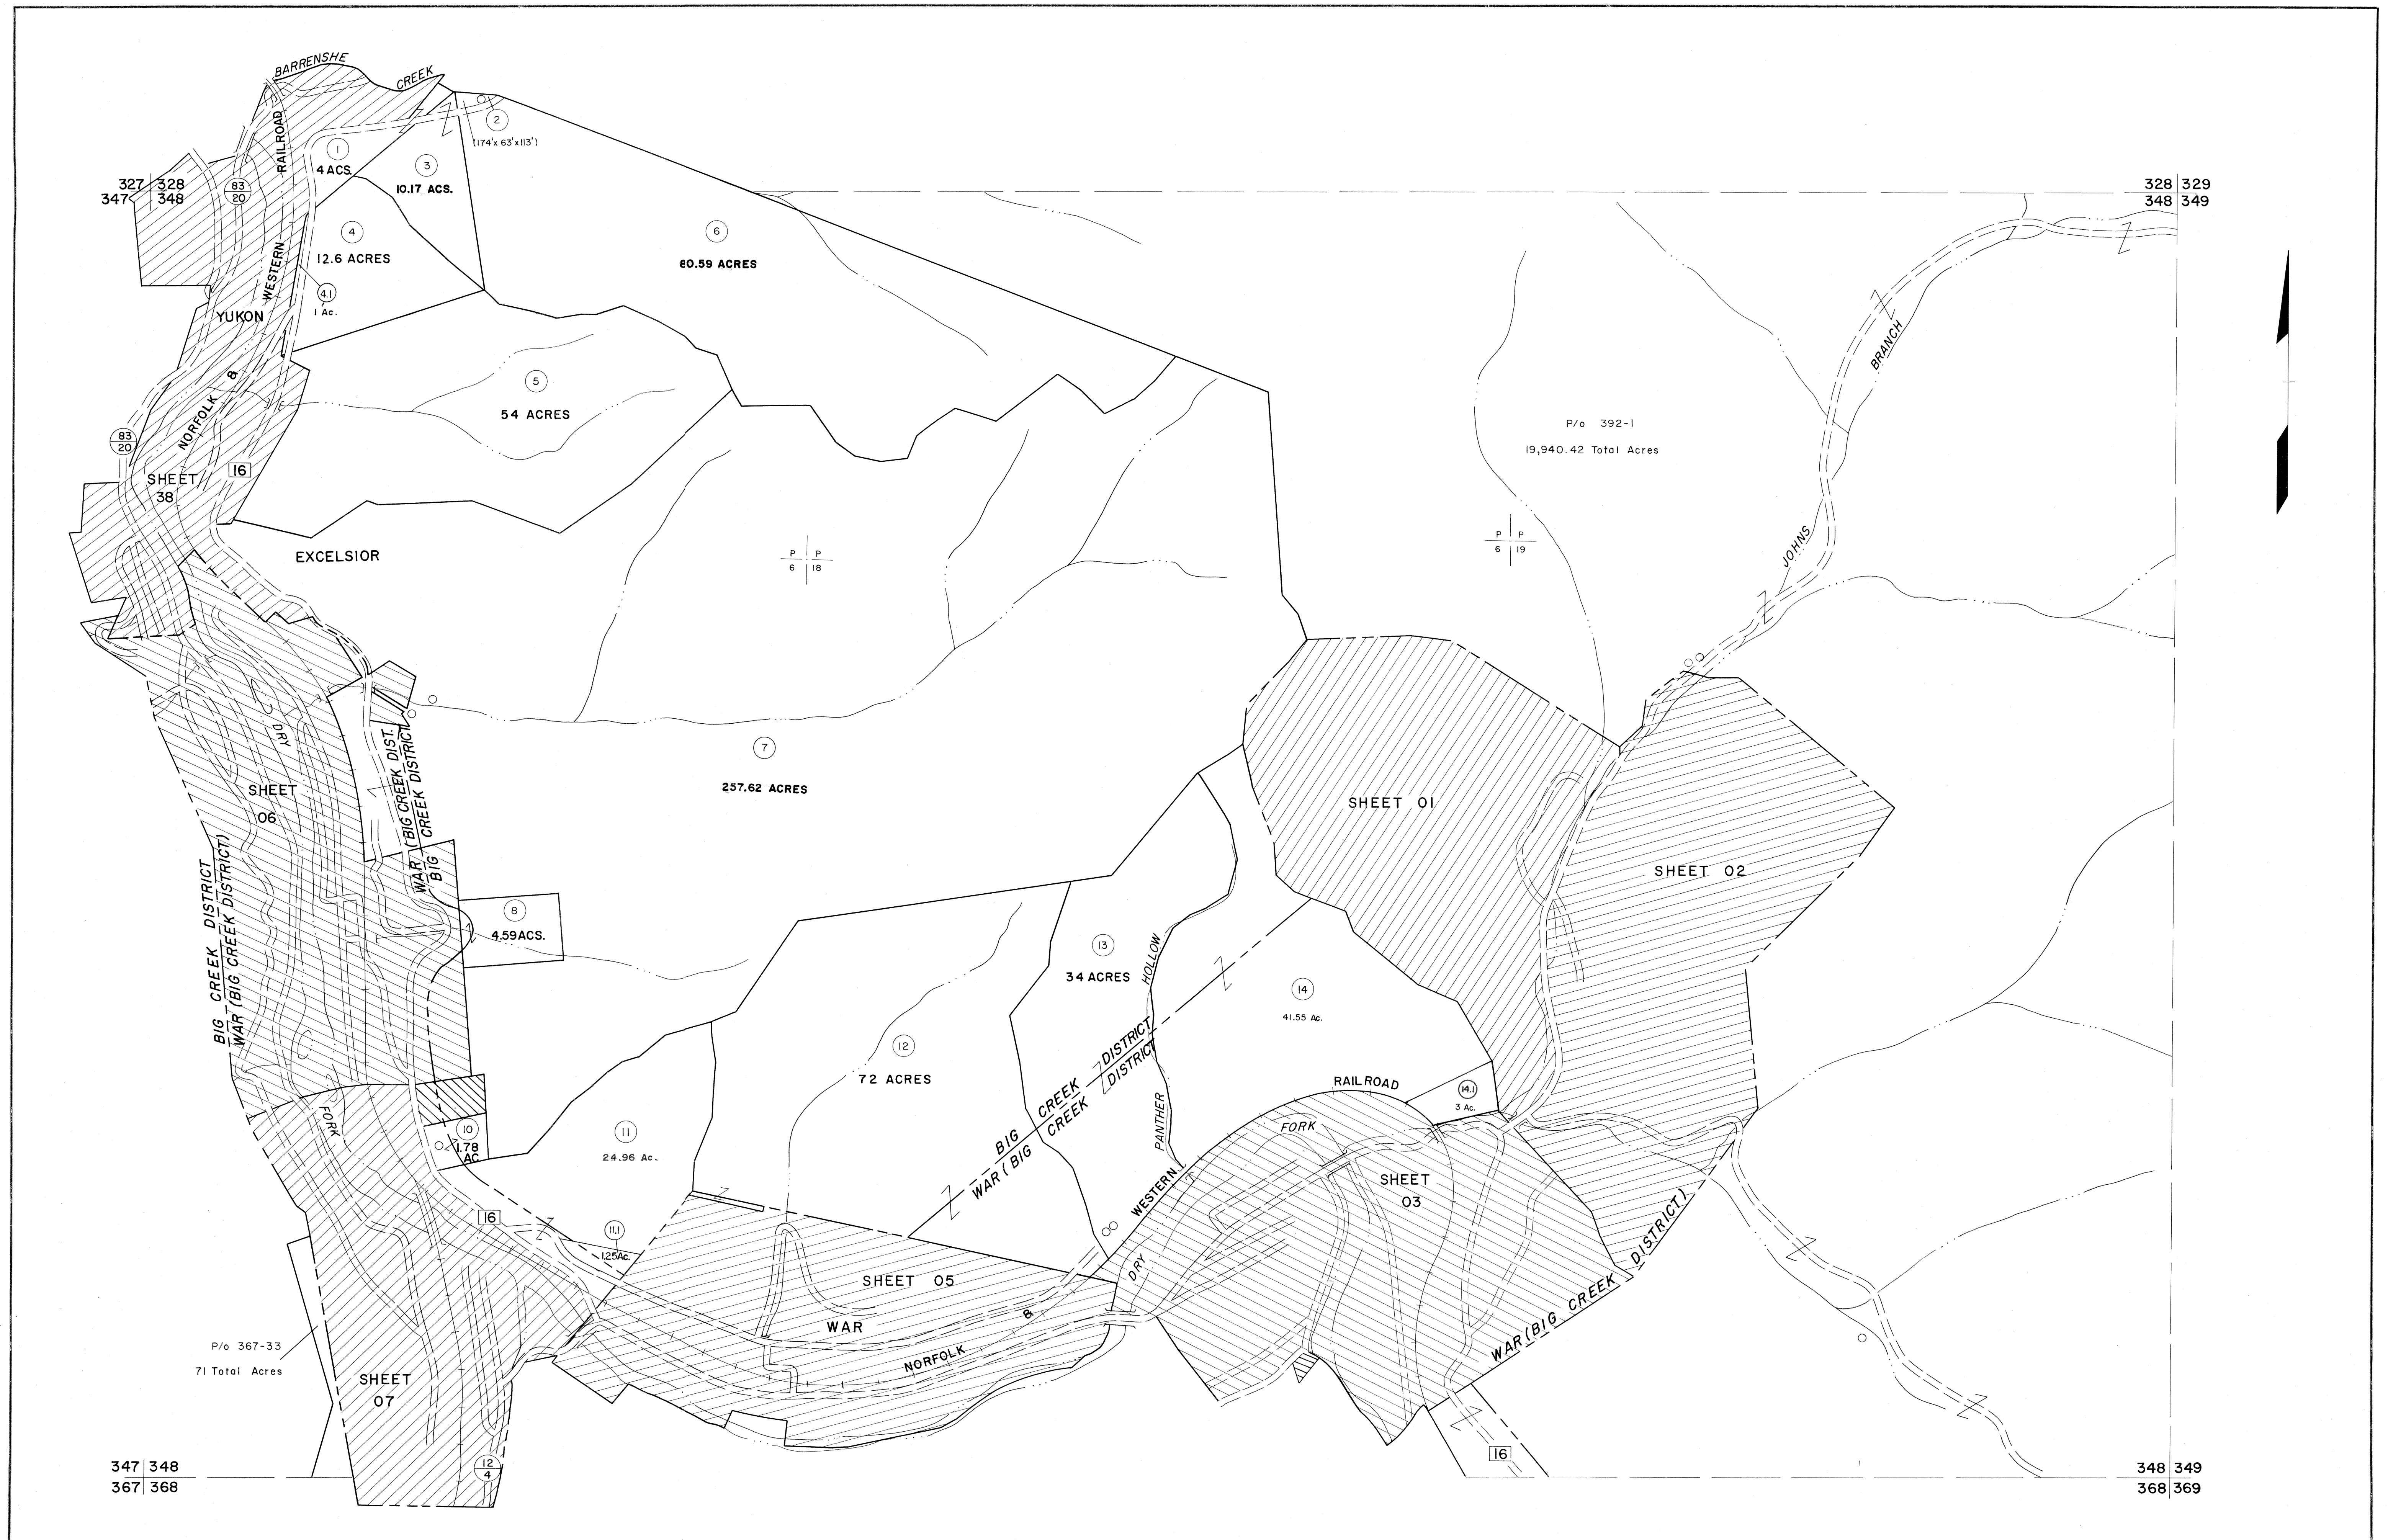 BARRENSHE CREEK
RAILROAD
1
4 ACS.
2
(174'x 63'x113')
3
10.17 ACS.
327 328
347 348
83
20
328 329
348 349
4
12.6 ACRES
WESTERN
4.1
1 Ac.
YUKON
6
80.59 ACRES
BRANCH
&
5
54 ACRES
NORFOLK
83
20
16
SHEET
38
P/o 392-1
19,940.42 Total Acres
EXCELSIOR
P P
6 18
P P
6 19
JOHNS
DRY
WAR (BIG CREEK DIST.
BIG CREEK DISTRICT
7
257.62 ACRES
SHEET
06
SHEET 01
SHEET 02
BIG CREEK DISTRICT
WAR (BIG CREEK DISTRICT)
8
4.59 ACS.
13
34 ACRES
HOLLOW
14
41.55 Ac.
12
72 ACRES
BIG CREEK DISTRICT
WAR (BIG CREEK DISTRICT
RAILROAD
14.1
3 Ac.
FORK
PANTHER
10
1.78
AC
11
24.96 Ac.
FORK
WESTERN
SHEET
03
16
11.1
1.25 Ac.
DRY
SHEET 05
WAR
&
NORFOLK
WAR (BIG CREEK DISTRICT)
P/o 367-33
71 Total Acres
SHEET
07
16
12
4
347 348
367 368
348 349
368 369